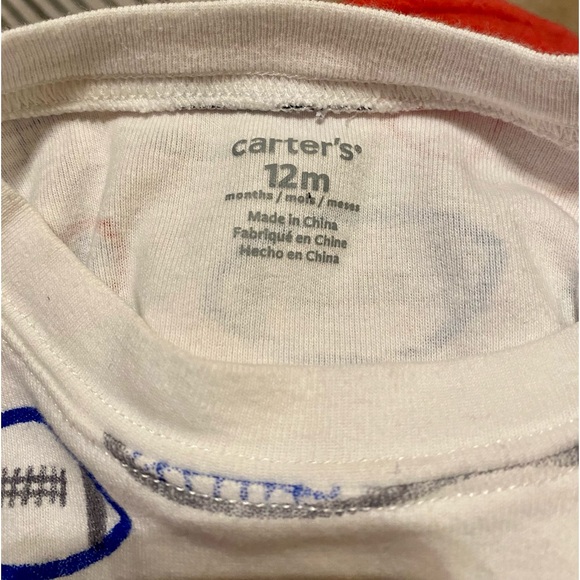 carter's®
12m
months / mois / meses
Made in China
Fabriqué en Chine
Hecho en China